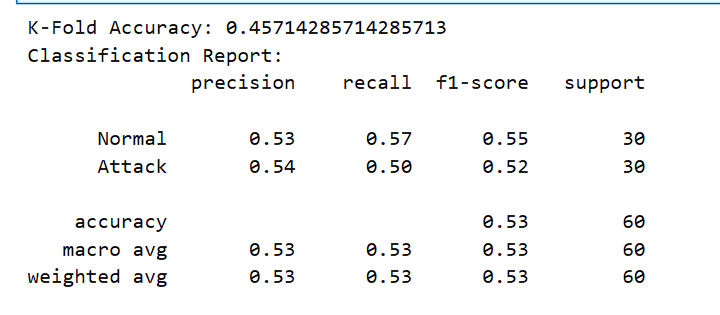 K-Fold Accuracy: 0.45714285714285713
Classification Report:
precision recall f1-score support
Normal 0.53 0.57 0.55 30
Attack 0.54 0.50 0.52 30
accuracy 0.53 60
macro avg 0.53 0.53 0.53 60
weighted avg 0.53 0.53 0.53 60